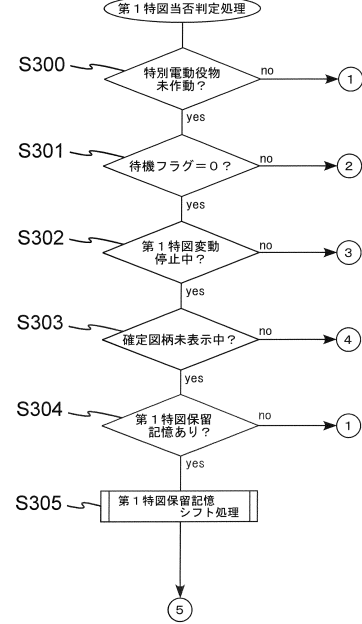 第１特図当否判定処理
S300
特別電動役物
未作動？
no
1
yes
S301
待機フラグ＝０？
no
2
yes
S302
第１特図変動
停止中？
no
3
yes
S303
確定図柄未表示中？
no
4
yes
S304
第１特図保留
記憶あり？
no
1
yes
S305
第１特図保留記憶
シフト処理
5